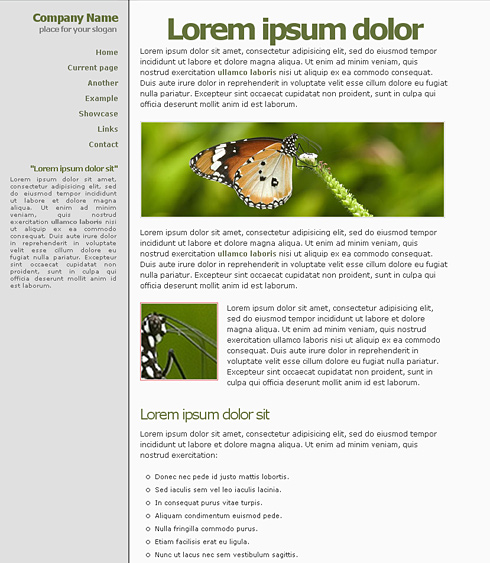 Company Name
place for your slogan
Home
Current page
Another
Example
Showcase
Links
Contact
"Lorem ipsum dolor sit"
Lorem ipsum dolor sit amet,
consectetur adipisicing elit, sed
do eiusmod tempor incididunt
ut labore et dolore magna
aliqua. Ut enim ad minim
veniam, quis nostrud
exercitation ullamco laboris nisi
ut aliquip ex ea commodo
consequat. Duis aute irure dolor
in reprehenderit in voluptate
velit esse cillum dolore eu
fugiat nulla pariatur. Excepteur
sint occaecat cupidatat non
proident, sunt in culpa qui
officia deserunt mollit anim id
est laborum.
Lorem ipsum dolor
Lorem ipsum dolor sit amet, consectetur adipisicing elit, sed do eiusmod tempor
incididunt ut labore et dolore magna aliqua. Ut enim ad minim veniam, quis
nostrud exercitation ullamco laboris nisi ut aliquip ex ea commodo consequat.
Duis aute irure dolor in reprehenderit in voluptate velit esse cillum dolore eu fugiat
nulla pariatur. Excepteur sint occaecat cupidatat non proident, sunt in culpa qui
officia deserunt mollit anim id est laborum.
Lorem ipsum dolor sit amet, consectetur adipisicing elit, sed do eiusmod tempor
incididunt ut labore et dolore magna aliqua. Ut enim ad minim veniam, quis
nostrud exercitation ullamco laboris nisi ut aliquip ex ea commodo consequat.
Duis aute irure dolor in reprehenderit in voluptate velit esse cillum dolore eu fugiat
nulla pariatur. Excepteur sint occaecat cupidatat non proident, sunt in culpa qui
officia deserunt mollit anim id est laborum.
Lorem ipsum dolor sit amet, consectetur adipisicing elit,
sed do eiusmod tempor incididunt ut labore et dolore
magna aliqua. Ut enim ad minim veniam, quis nostrud
exercitation ullamco laboris nisi ut aliquip ex ea commodo
consequat. Duis aute irure dolor in reprehenderit in
voluptate velit esse cillum dolore eu fugiat nulla pariatur.
Excepteur sint occaecat cupidatat non proident, sunt in
culpa qui officia deserunt mollit anim id est laborum.
Lorem ipsum dolor sit
Lorem ipsum dolor sit amet, consectetur adipisicing elit, sed do eiusmod tempor
incididunt ut labore et dolore magna aliqua. Ut enim ad minim veniam, quis
nostrud exercitation:
Donec nec pede id justo mattis lobortis.
Sed iaculis sem vel leo iaculis lacinia.
In consequat purus vitae turpis.
Aliquam condimentum euismod pede.
Nulla fringilla commodo purus.
Etiam facilisis erat eu ligula.
Nunc ut lacus nec sem vestibulum sagittis.